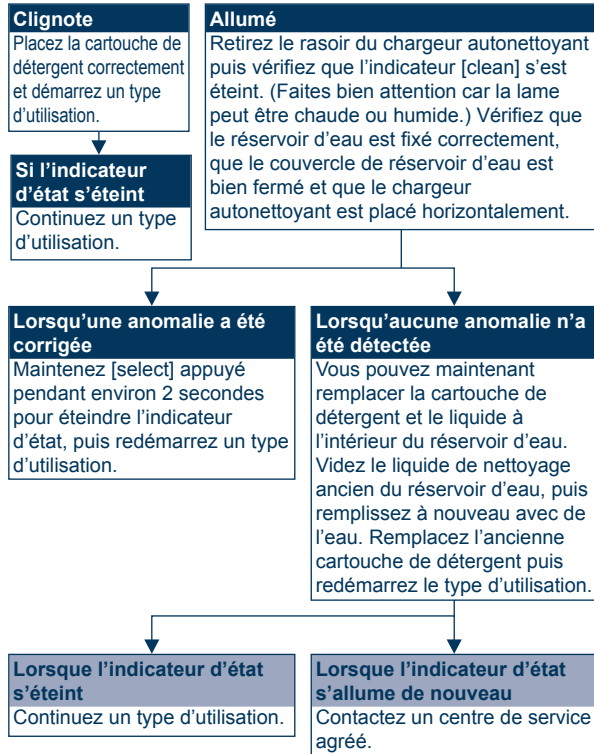 Clignote
Placez la cartouche de
détergent correctement
et démarrez un type
d’utilisation.
Si l’indicateur
d’état s’éteint
Continuez un type
d’utilisation.
Allumé
Retirez le rasoir du chargeur autonettoyant
puis vérifiez que l’indicateur [clean] s’est
éteint. (Faites bien attention car la lame
peut être chaude ou humide.) Vérifiez que
le réservoir d’eau est fixé correctement,
que le couvercle de réservoir d’eau est
bien fermé et que le chargeur
autonettoyant est placé horizontalement.
Lorsqu’une anomalie a été
corrigée
Maintenez [select] appuyé
pendant environ 2 secondes
pour éteindre l’indicateur
d’état, puis redémarrez un type
d’utilisation.
Lorsqu’aucune anomalie n’a
été détectée
Vous pouvez maintenant
remplacer la cartouche de
détergent et le liquide à
l’intérieur du réservoir d’eau.
Videz le liquide de nettoyage
ancien du réservoir d’eau, puis
remplissez à nouveau avec de
l’eau. Remplacez l’ancienne
cartouche de détergent puis
redémarrez le type d’utilisation.
Lorsque l’indicateur d’état
s’éteint
Continuez un type d’utilisation.
Lorsque l’indicateur d’état
s’allume de nouveau
Contactez un centre de service
agréé.